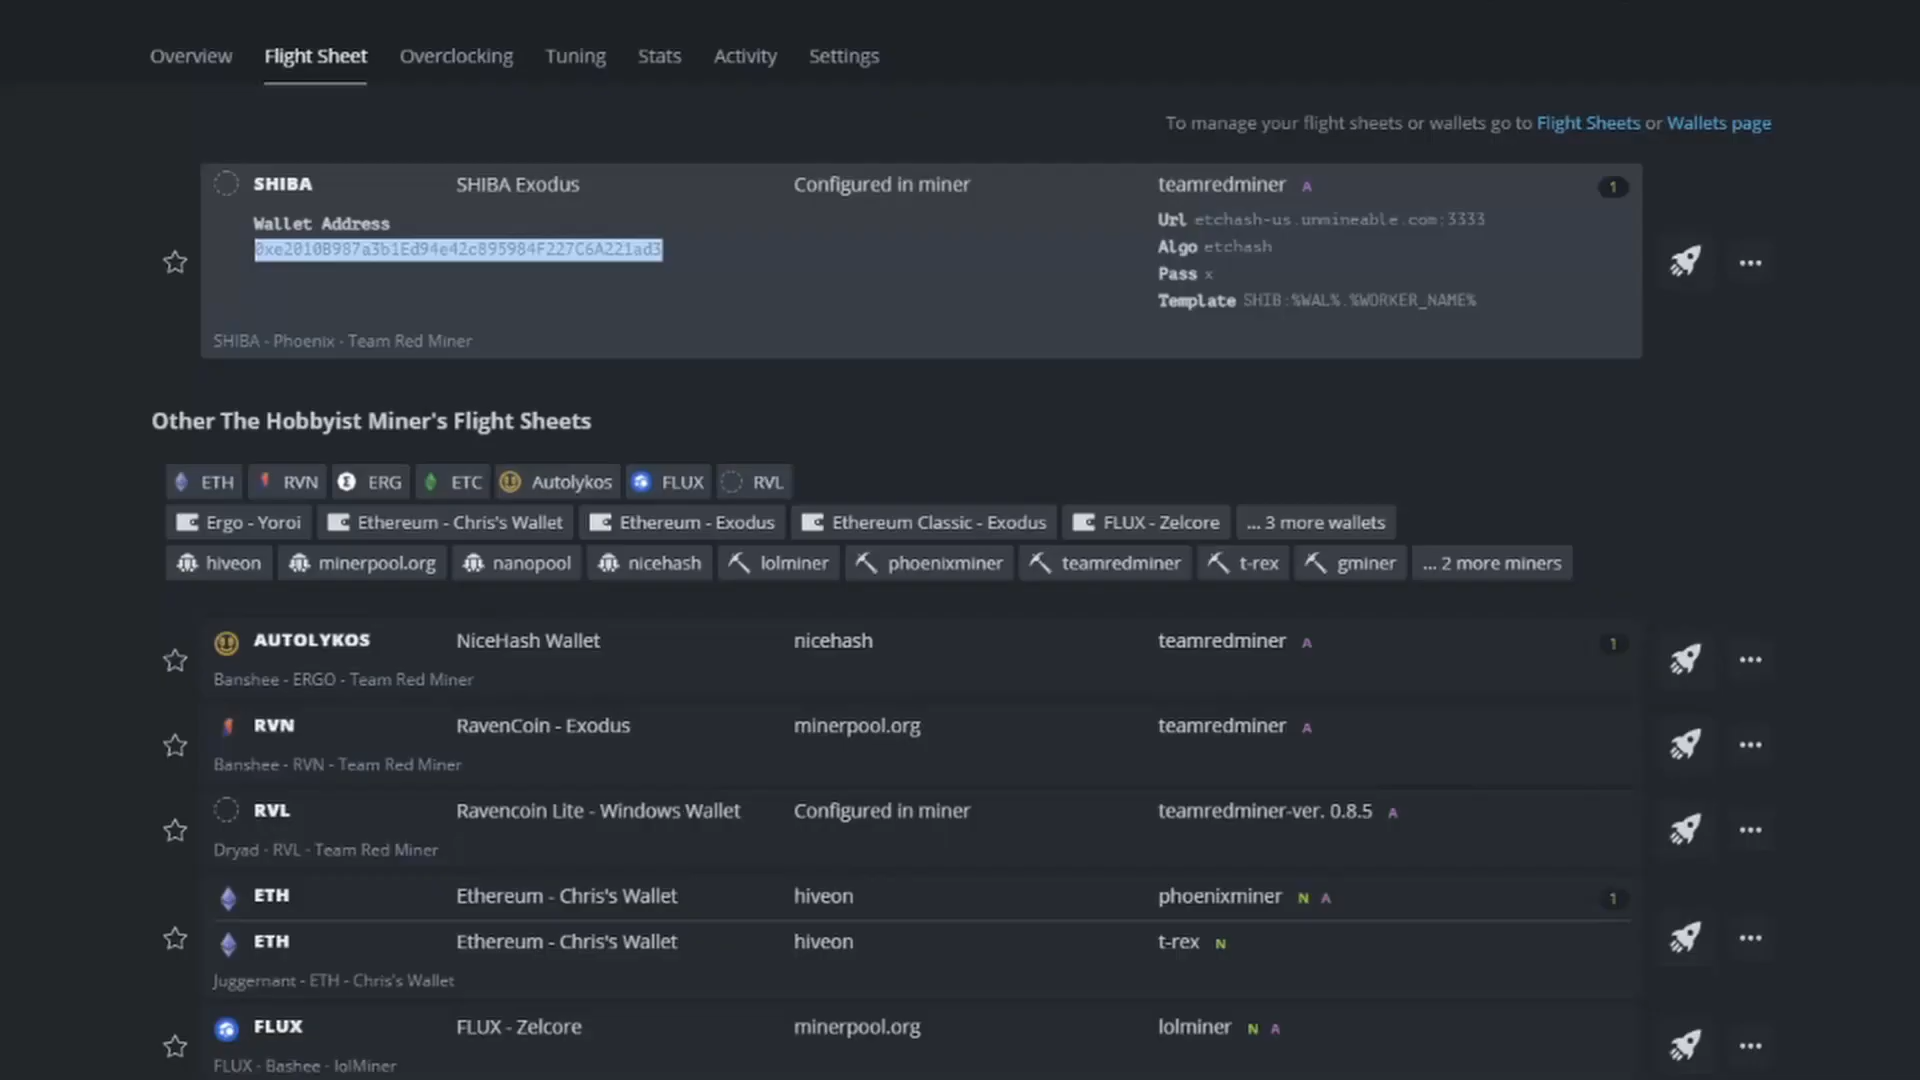 Overview Flight Sheet Overclocking Tuning Stats Activity Settings
To manage your flight sheets or wallets go to Flight Sheets or Wallets page
SHIBA SHIBA Exodus Configured in miner teamredminer A 1
Wallet Address
0xe2010B987a3b1Ed94e42c895984F227C6A221ad3
Url etchash-us.unmineable.com:3333
Algo etchash
Pass x
Template SHIB:%WAL%.%WORKER_NAME%
SHIBA - Phoenix - Team Red Miner
Other The Hobbyist Miner's Flight Sheets
ETH RVN ERG ETC Autolykos FLUX RVL
Ergo - Yoroi Ethereum - Chris's Wallet Ethereum - Exodus Ethereum Classic - Exodus FLUX - Zelcore ... 3 more wallets
hiveon minerpool.org nanopool nicehash lolminer phoenixminer teamredminer t-rex gminer ... 2 more miners
AUTOLYKOS NiceHash Wallet nicehash teamredminer A 1
Banshee - ERGO - Team Red Miner
RVN RavenCoin - Exodus minerpool.org teamredminer A
Banshee - RVN - Team Red Miner
RVL Ravencoin Lite - Windows Wallet Configured in miner teamredminer-ver. 0.8.5 A
Dryad - RVL - Team Red Miner
ETH Ethereum - Chris's Wallet hiveon phoenixminer N A 1
ETH Ethereum - Chris's Wallet hiveon t-rex N
Juggernant - ETH - Chris's Wallet
FLUX FLUX - Zelcore minerpool.org lolminer N A
FLUX - Bashee - lolMiner